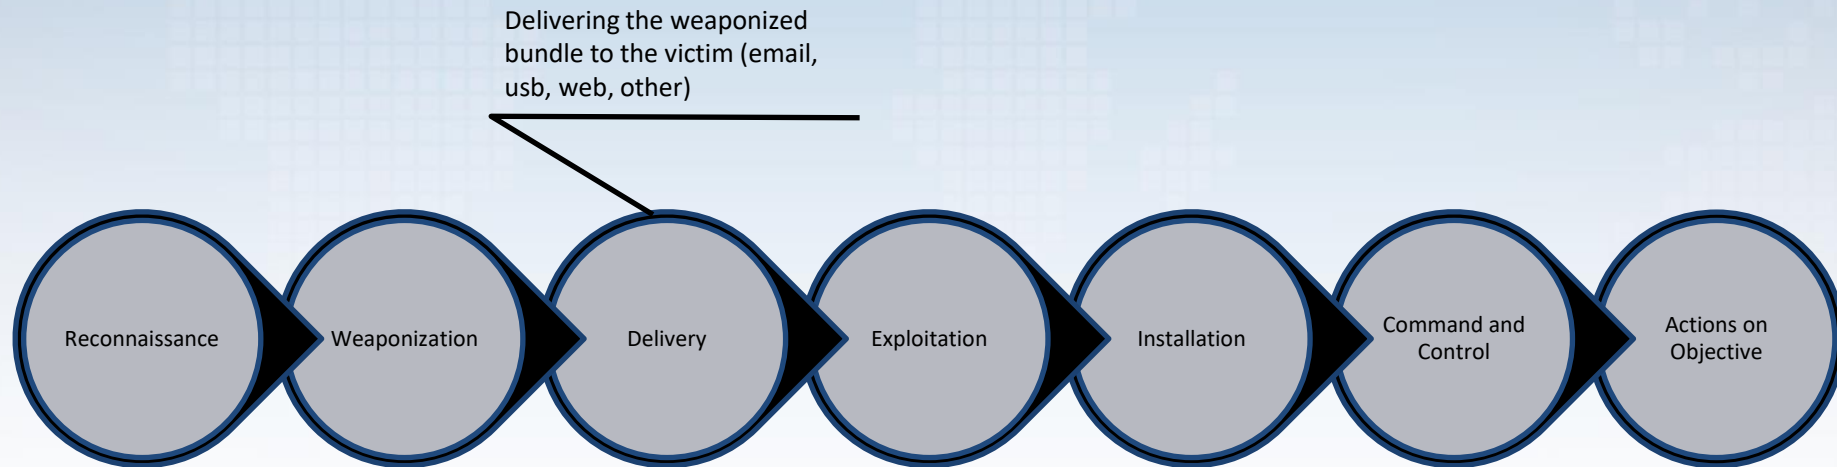 Delivering the weaponized
bundle to the victim (email,
usb, web, other)
Reconnaissance
Weaponization
Delivery
Exploitation
Installation
Command and
Control
Actions on
Objective